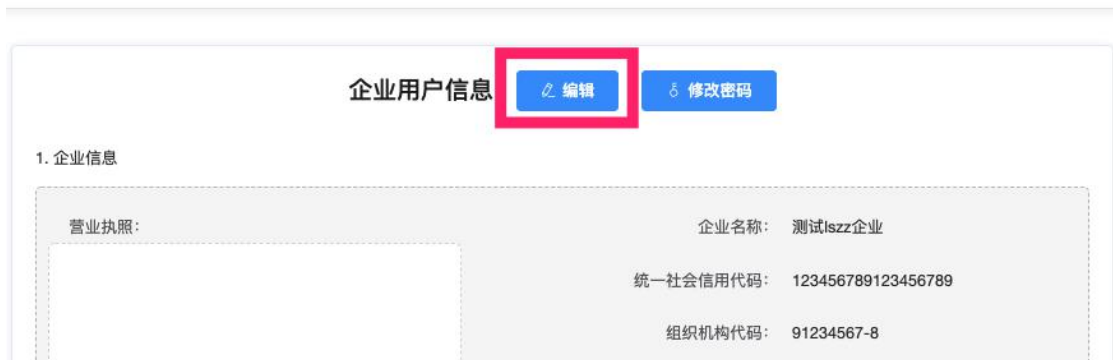 企业用户信息 编辑 修改密码
1. 企业信息
营业执照： 企业名称： 测试lszz企业
统一社会信用代码： 123456789123456789
组织机构代码： 91234567-8